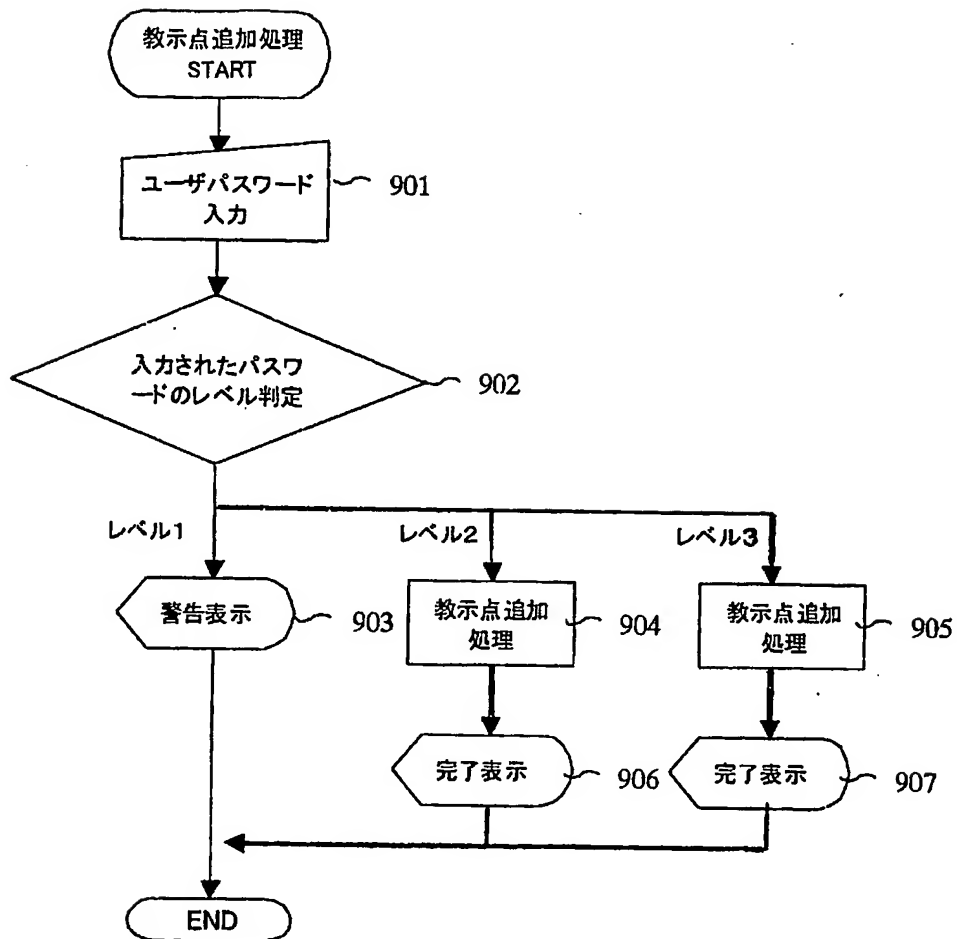 教示点追加処理
START
ユーザパスワード
入力
901
入力されたパスワ
ードのレベル判定
902
レベル1
レベル2
レベル3
警告表示
903
教示点追加
処理
904
教示点追加
処理
905
完了表示
906
完了表示
907
END